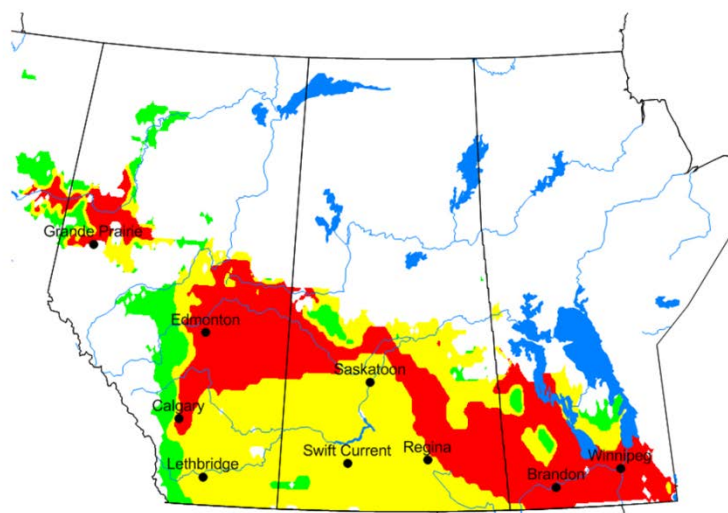 Grande Prairie
Edmonton
Saskatoon
Calgary
Regina
Swift Current
Lethbridge
Winnipeg
Brandon